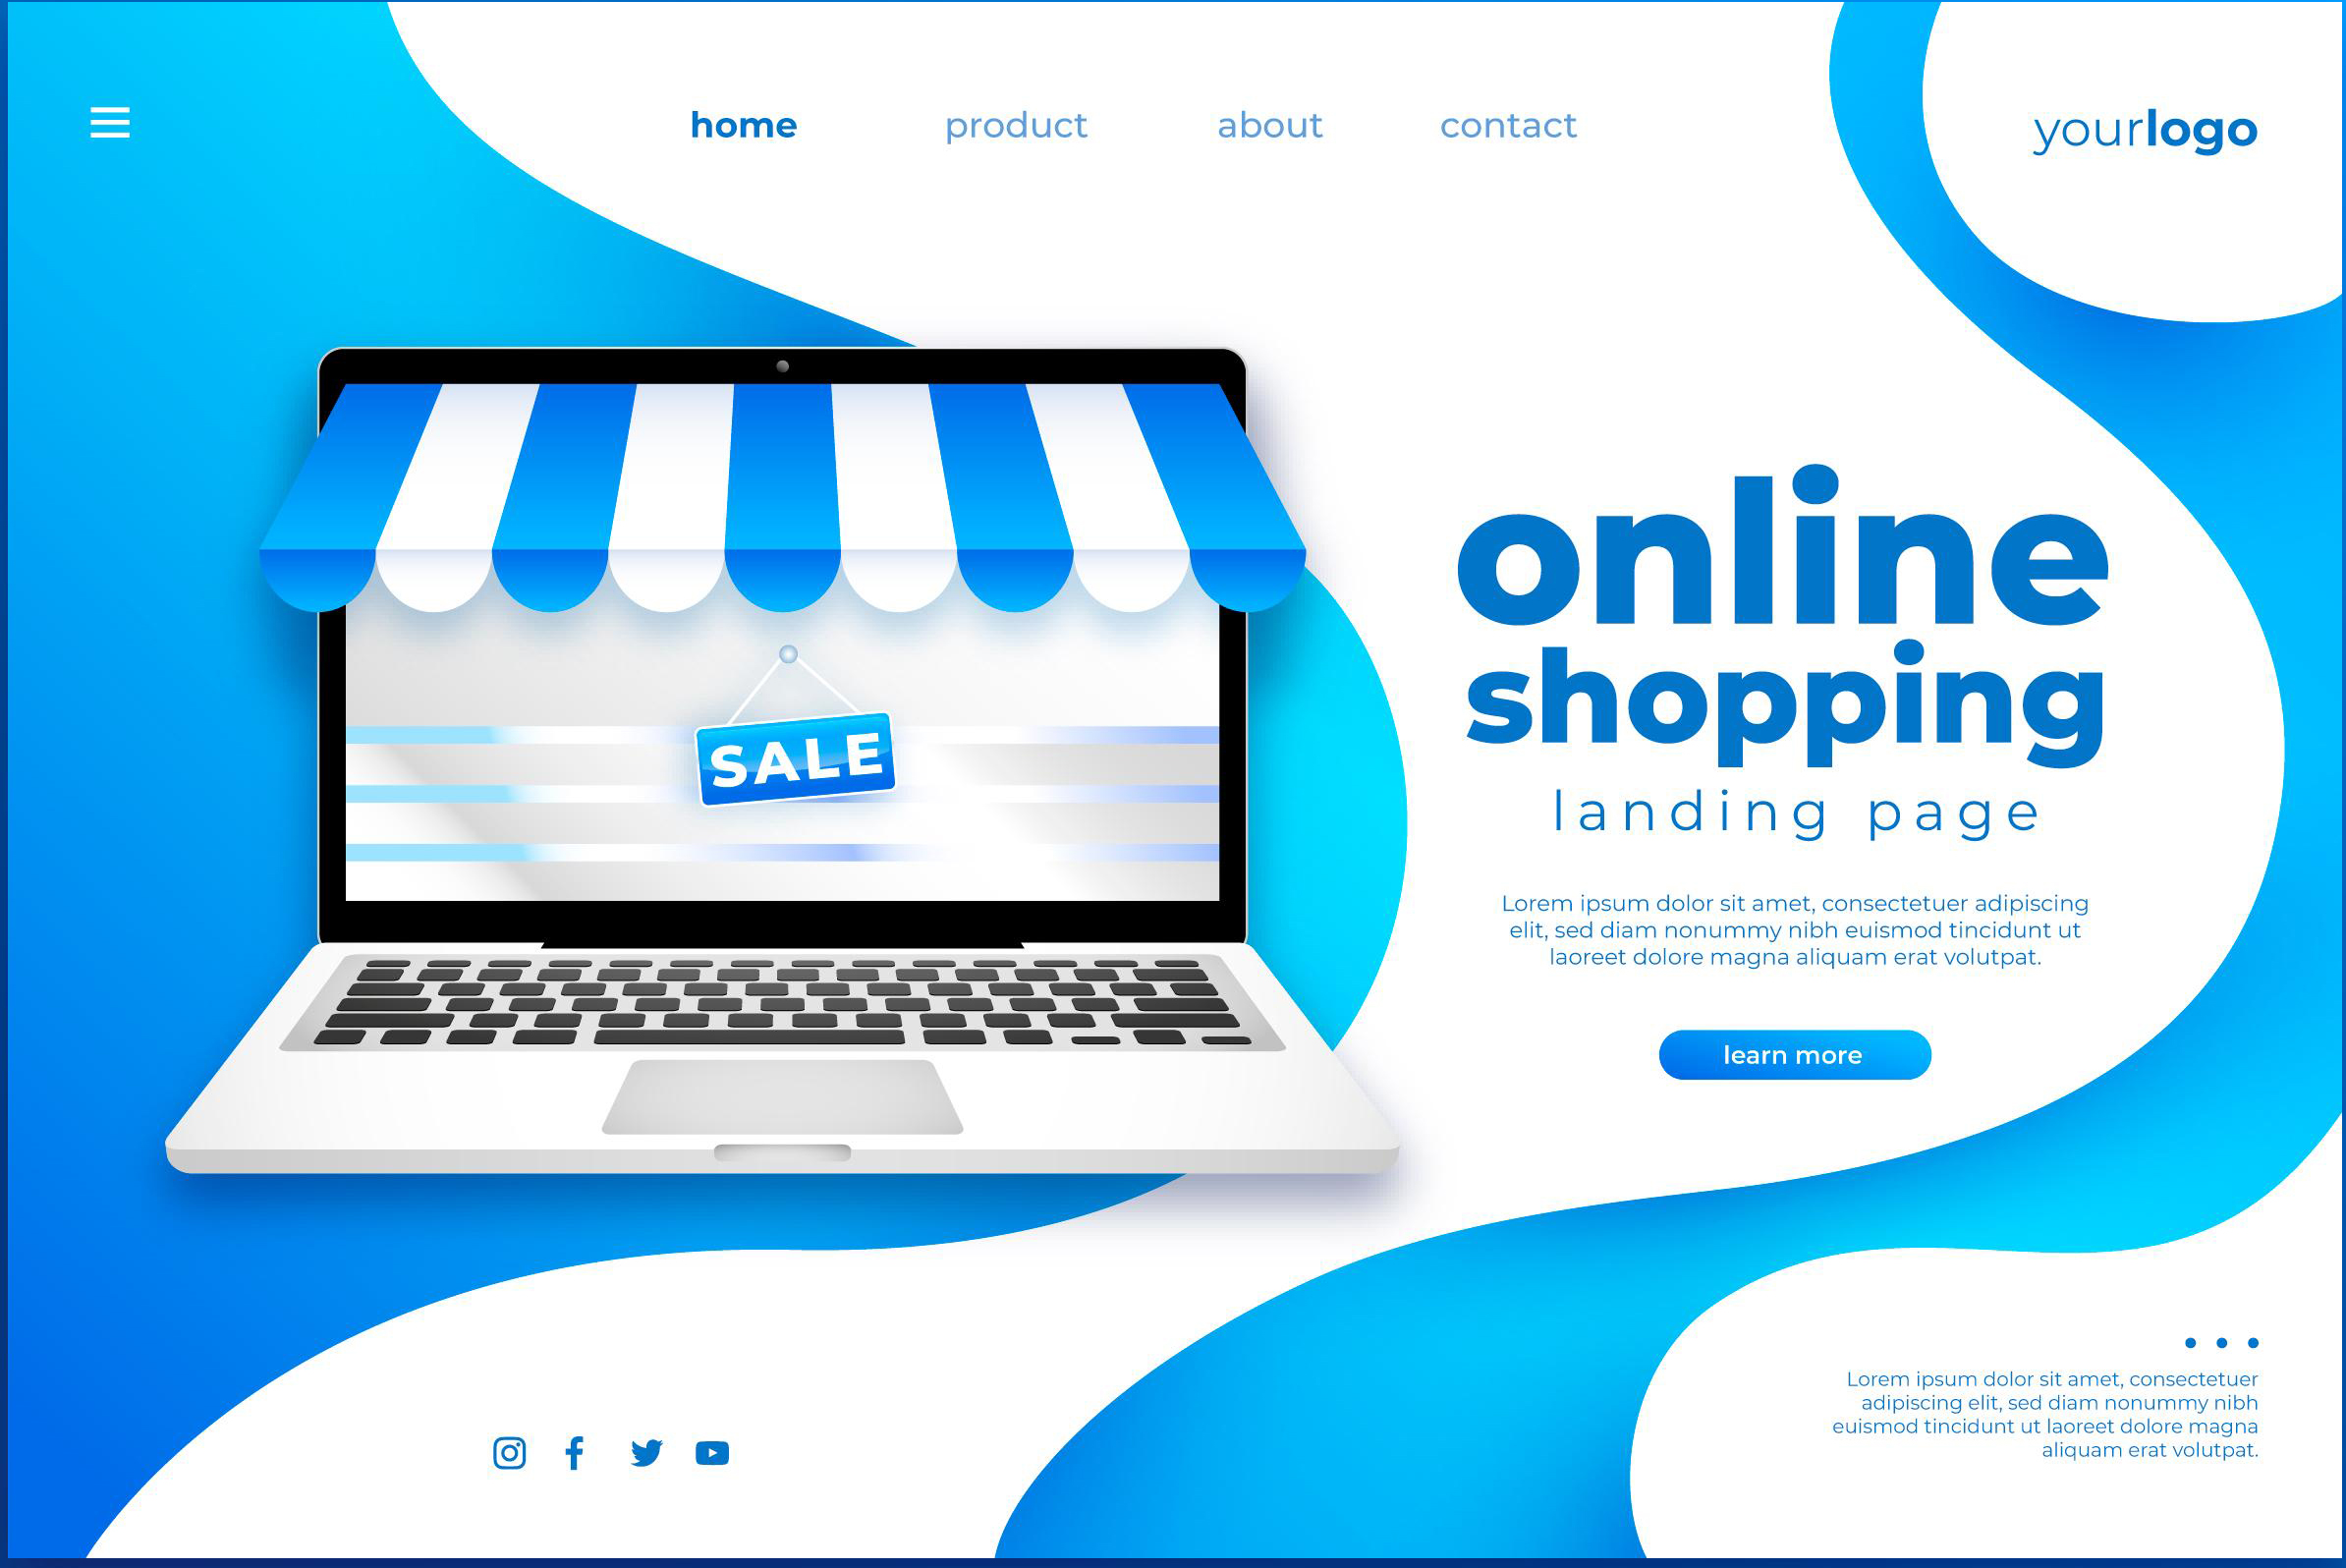 home product about contact
yourlogo
SALE
online
shopping
landing page
Lorem ipsum dolor sit amet, consectetuer adipiscing
elit, sed diam nonummy nibh euismod tincidunt ut
laoreet dolore magna aliquam erat volutpat.
learn more
Lorem ipsum dolor sit amet, consectetuer
adipiscing elit, sed diam nonummy nibh
euismod tincidunt ut laoreet dolore magna
aliquam erat volutpat.